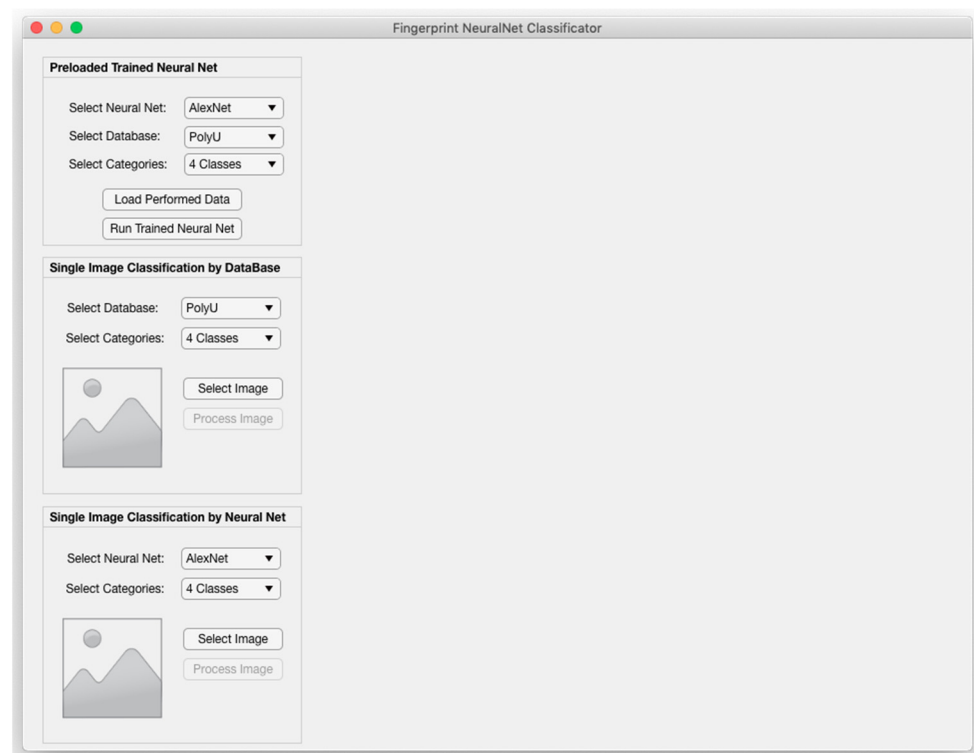 Fingerprint NeuralNet Classificator
Preloaded Trained Neural Net
Select Neural Net: AlexNet
Select Database: PolyU
Select Categories: 4 Classes
Load Performed Data
Run Trained Neural Net
Single Image Classification by DataBase
Select Database: PolyU
Select Categories: 4 Classes
Select Image
Process Image
Single Image Classification by Neural Net
Select Neural Net: AlexNet
Select Categories: 4 Classes
Select Image
Process Image